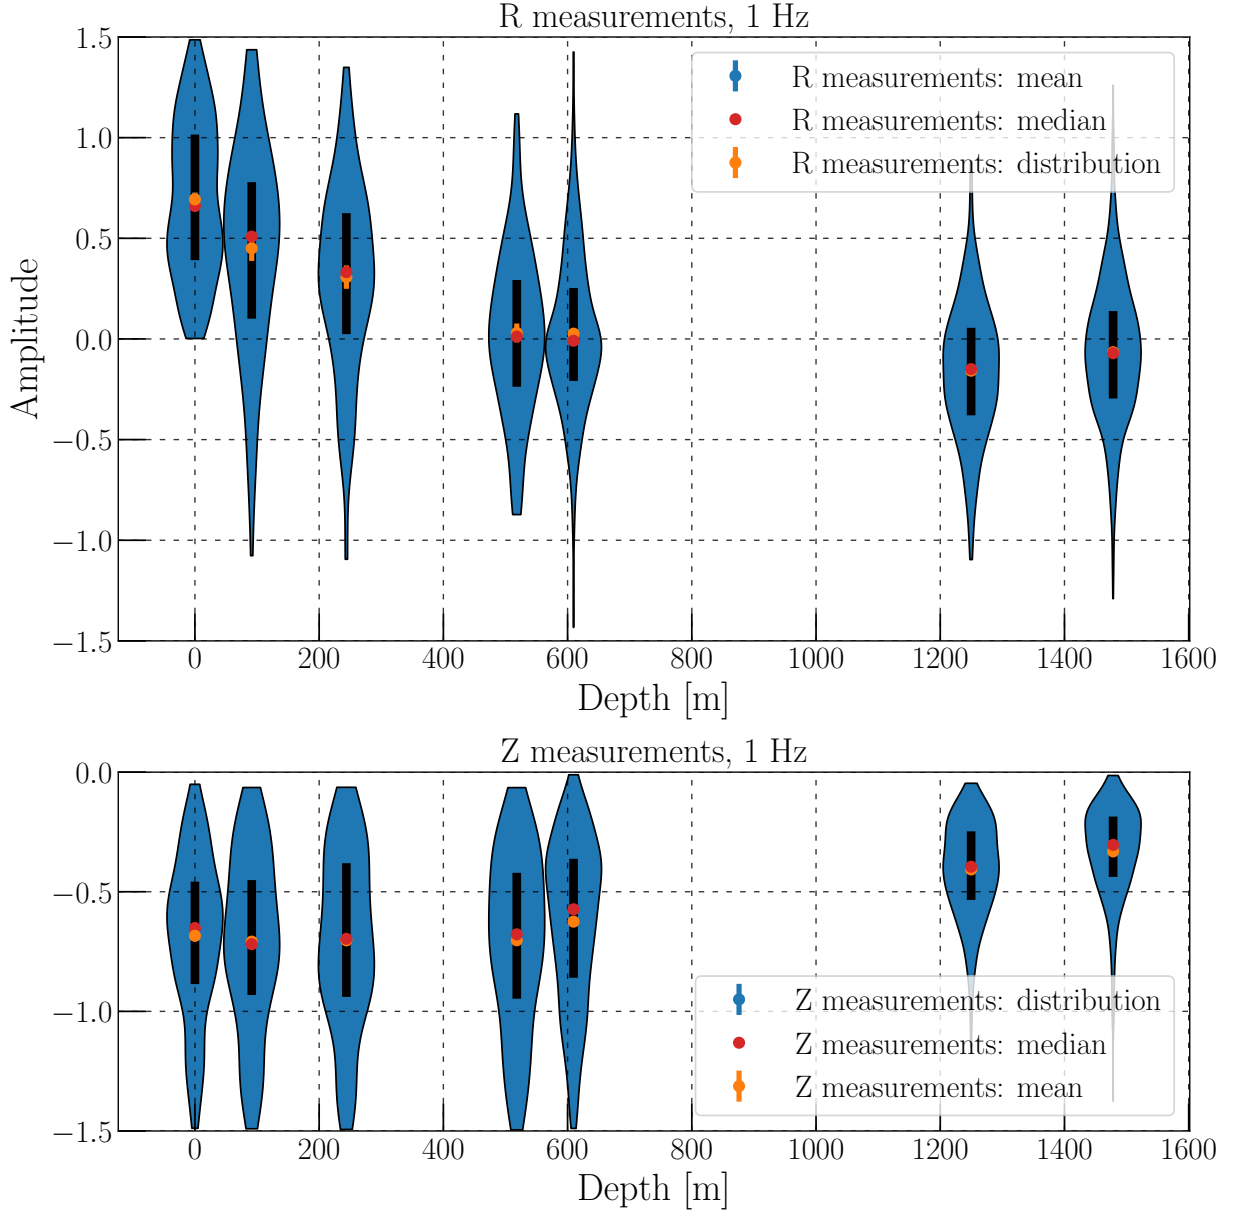 R measurements, 1 Hz
1.5
1.0
0.5
0.0
−0.5
−1.0
−1.5
Amplitude
R measurements: mean
R measurements: median
R measurements: distribution
0 200 400 600 800 1000 1200 1400 1600
Depth [m]
Z measurements, 1 Hz
0.0
−0.5
−1.0
−1.5
Z measurements: distribution
Z measurements: median
Z measurements: mean
0 200 400 600 800 1000 1200 1400 1600
Depth [m]